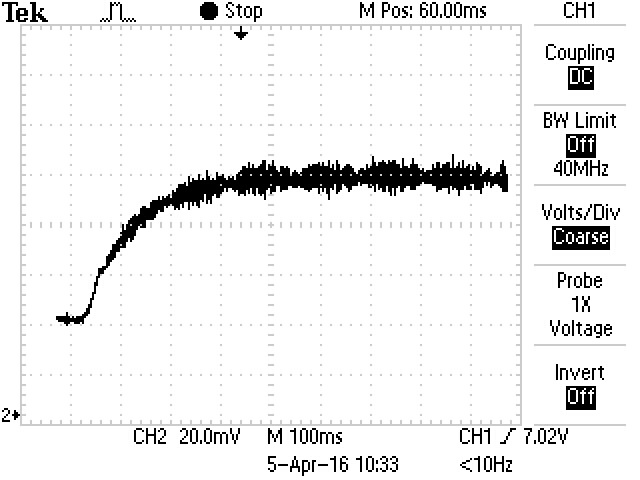 Tek Stop M Pos: 60.00ms CH1
Coupling
DC
BW Limit
Off
40MHz
Volts/Div
Coarse
Probe
1X
Voltage
Invert
Off
2
CH2 20.0mV M 100ms CH1 7.02V
5-Apr-16 10:33 <10Hz